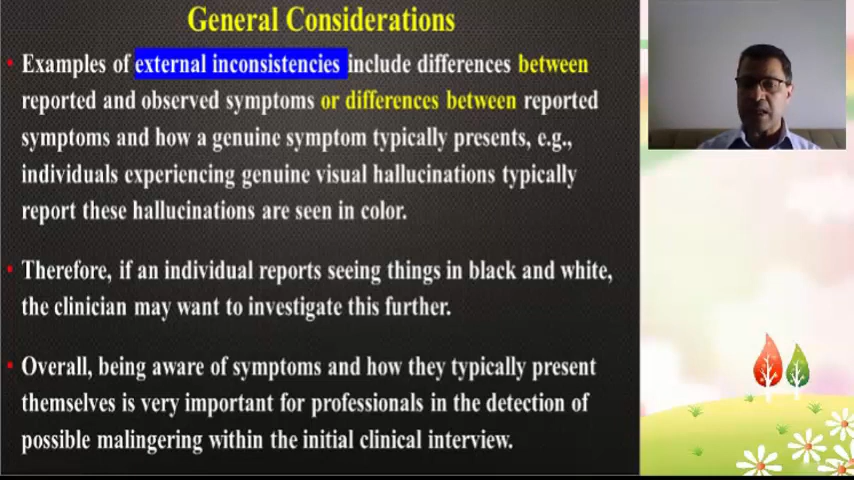 General Considerations
• Examples of external inconsistencies include differences between
reported and observed symptoms or differences between reported
symptoms and how a genuine symptom typically presents, e.g.,
individuals experiencing genuine visual hallucinations typically
report these hallucinations are seen in color.
• Therefore, if an individual reports seeing things in black and white,
the clinician may want to investigate this further.
• Overall, being aware of symptoms and how they typically present
themselves is very important for professionals in the detection of
possible malingering within the initial clinical interview.